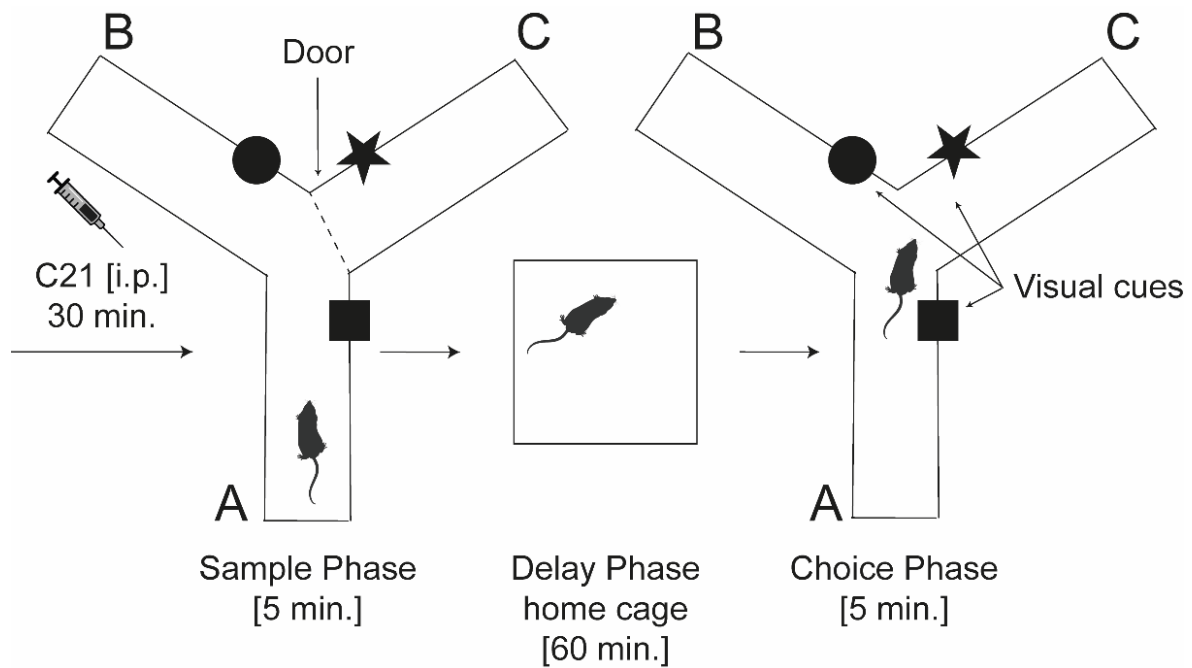 B
C
Door
C21 [i.p.]
30 min.
A
Sample Phase
[5 min.]
Delay Phase
home cage
[60 min.]
B
C
Visual cues
A
Choice Phase
[5 min.]